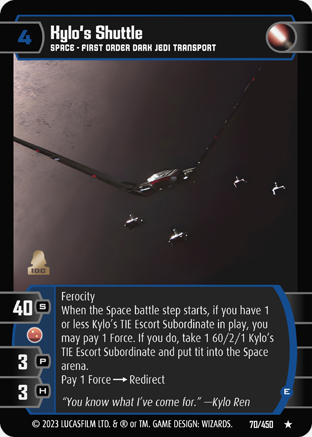 4
Kylo's Shuttle
SPACE - FIRST ORDER DARK JEDI TRANSPORT
IDC
40 S
3 P
3 H
Ferocity
When the Space battle step starts, if you have 1
or less Kylo's TIE Escort Subordinate in play, you
may pay 1 Force. If you do, take 1 60/2/1 Kylo's
TIE Escort Subordinate and put tit into the Space
arena.
Pay 1 Force → Redirect
E
"You know what I've come for." —Kylo Ren
© 2023 LUCASFILM LTD. & ® or TM. GAME DESIGN: WIZARDS. 70/450 ★